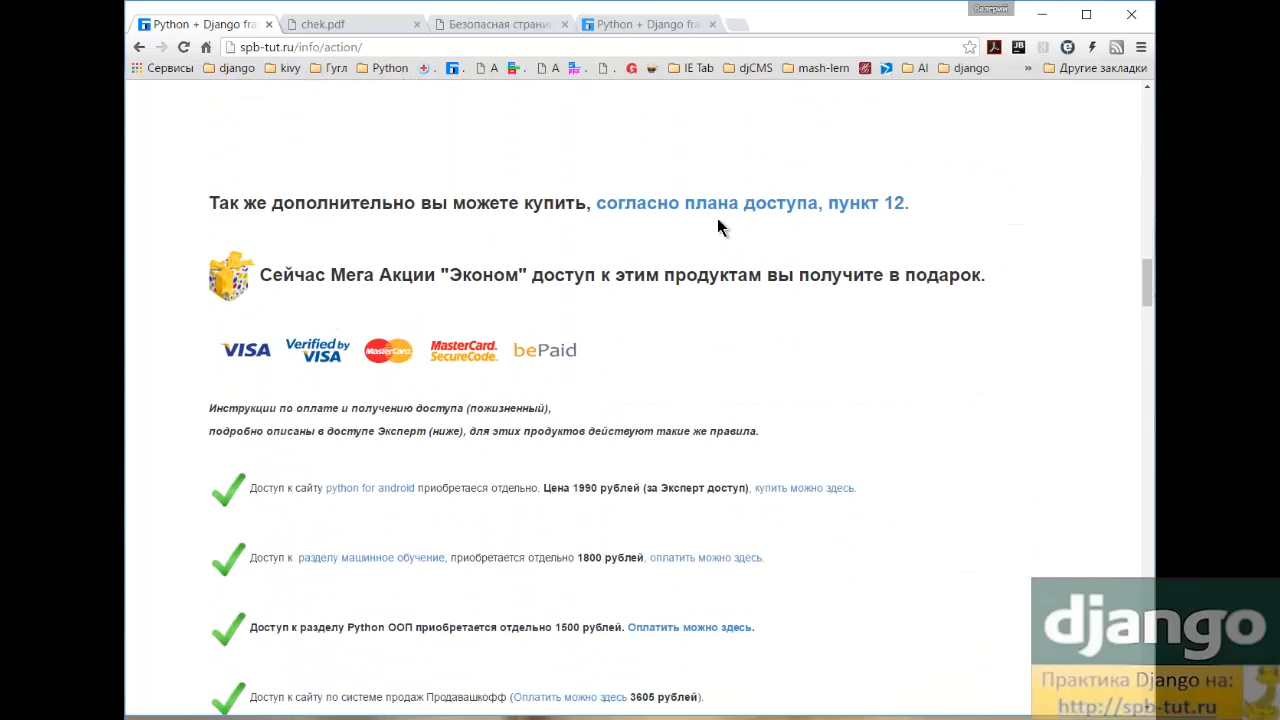 Валерий
Python + Django fra
chek.pdf
Безопасная страни
Python + Django fra
spb-tut.ru/info/action/
Сервисы django kivy Гугл Python A A IE Tab djCMS mash-lern AI django » Другие закладки
Так же дополнительно вы можете купить, согласно плана доступа, пункт 12.
Сейчас Мега Акции "Эконом" доступ к этим продуктам вы получите в подарок.
VISA Verified by VISA MasterCard MasterCard. SecureCode. bePaid
Инструкции по оплате и получению доступа (пожизненный),
подробно описаны в доступе Эксперт (ниже), для этих продуктов действуют такие же правила.
Доступ к сайту python for android приобретаеся отдельно. Цена 1990 рублей (за Эксперт доступ), купить можно здесь.
Доступ к разделу машинное обучение, приобретается отдельно 1800 рублей, оплатить можно здесь.
Доступ к разделу Python ООП приобретается отдельно 1500 рублей. Оплатить можно здесь.
Доступ к сайту по системе продаж Продавашкофф (Оплатить можно здесь 3605 рублей).
django
Практика Django на:
http://spb-tut.ru